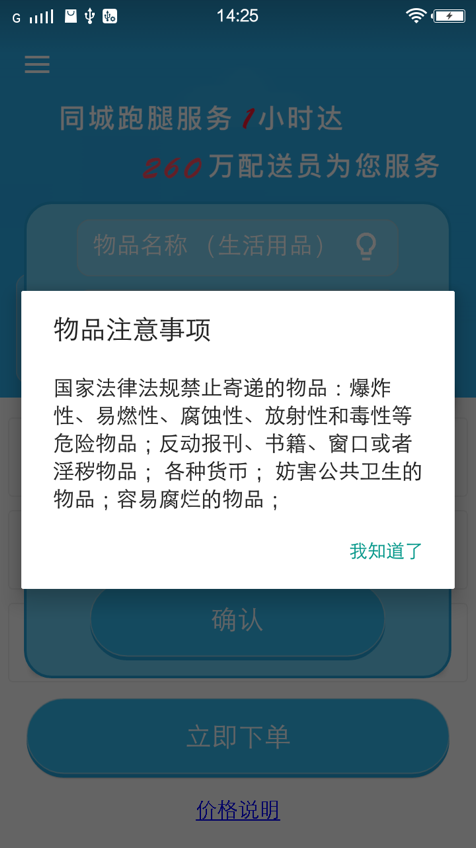 G
14:25
同城跑腿服务1小时达
260万配送员为您服务
物品名称 （生活用品）
物品注意事项
国家法律法规禁止寄递的物品：爆炸
性、易燃性、腐蚀性、放射性和毒性等
危险物品；反动报刊、书籍、窗口或者
淫秽物品； 各种货币； 妨害公共卫生的
物品；容易腐烂的物品；
我知道了
确认
立即下单
价格说明